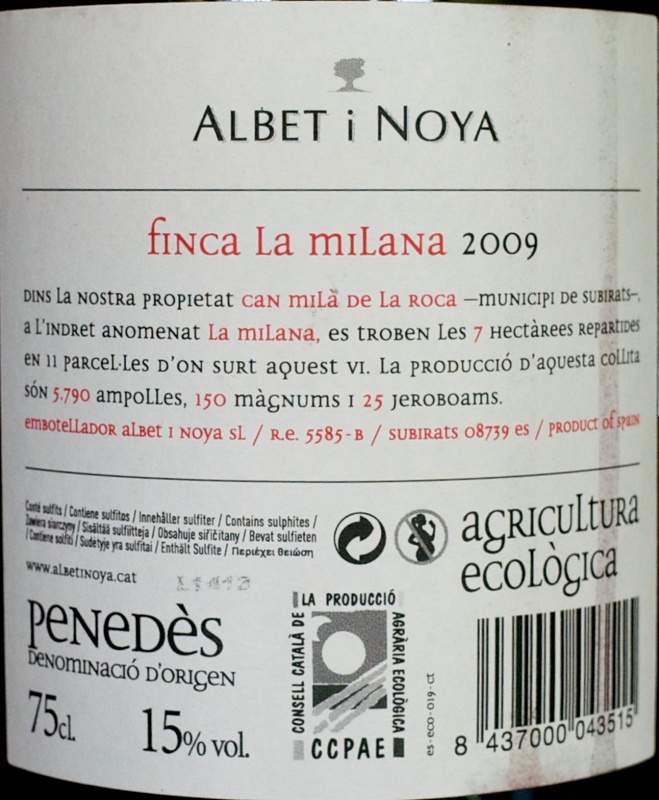 ALBET i NOYA
finca La miLana 2009
DINS La NOSTRA PROPIETAT CAN MILÀ DE LA ROCA –MUNICIPI DE SUBIRATS–,
a L'INDRET ANOMENAT La miLana, es TROBEN Les 7 HECTÀREES REPARTIDES
EN 11 PARCEL·LES D'ON SURT AQUEST VI. La PRODUCCIÓ D'AQUESTA COLLITA
SÓN 5.790 AMPOLLES, 150 MÀGNUMS I 25 JEROBOAMS.
EMBOTELLADOR ALBET I NOYA SL / R.e. 5585-B / SUBIRATS 08739 ES / PRODUCT of SPAIN
Conté sulfits / Contiene sulfitos / Innehåller sulfiter / Contains sulphites /
Zawiera siarczyny / Sisältää sulfiitteja / Obsahuje siřičitany / Bevat sulfieten
/ Contiene solfiti / Sudėtyje yra sulfitai / Enthält Sulfite / Περιέχει θειώδη
www.aLBETiNOYa.cat
L1413
agricultura
ecològica
Penedès
Denominació d'Origen
75cl.
15% vol.
LA PRODUCCIÓ
CONSELL CATALÀ DE
AGRÀRIA ECOLÒGICA
CCPAE
es-eco-019-ct
8 437000 043515